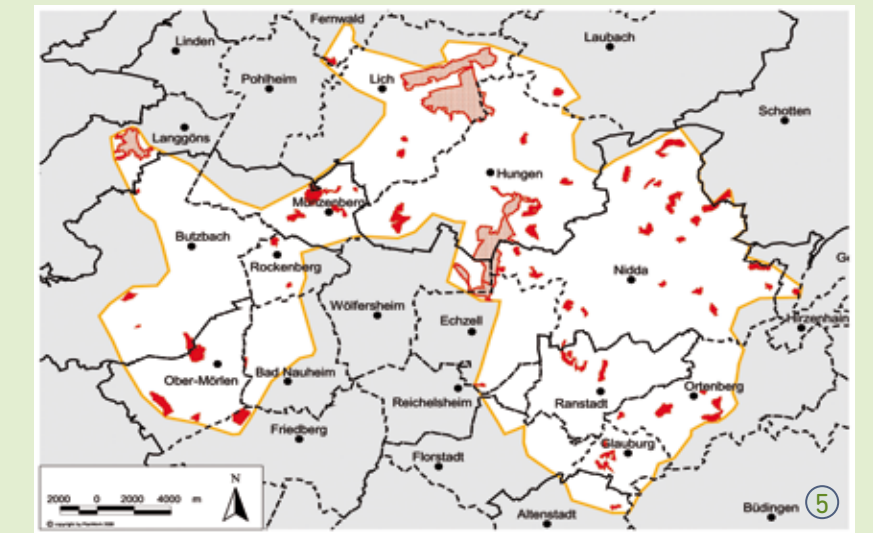 Fernwald
Linden
Laubach
Pohlheim
Lich
Schotten
Langgöns
Hungen
Münzenberg
Butzbach
Rockenberg
Nidda
Wölfersheim
Echzell
Hirzenhain
Ober-Mörlen
Bad Nauheim
Ortenberg
Reichelsheim
Ranstadt
Friedberg
Glauburg
Florstadt
N
2000 0 2000 4000 m
Altenstadt
Büdingen
5